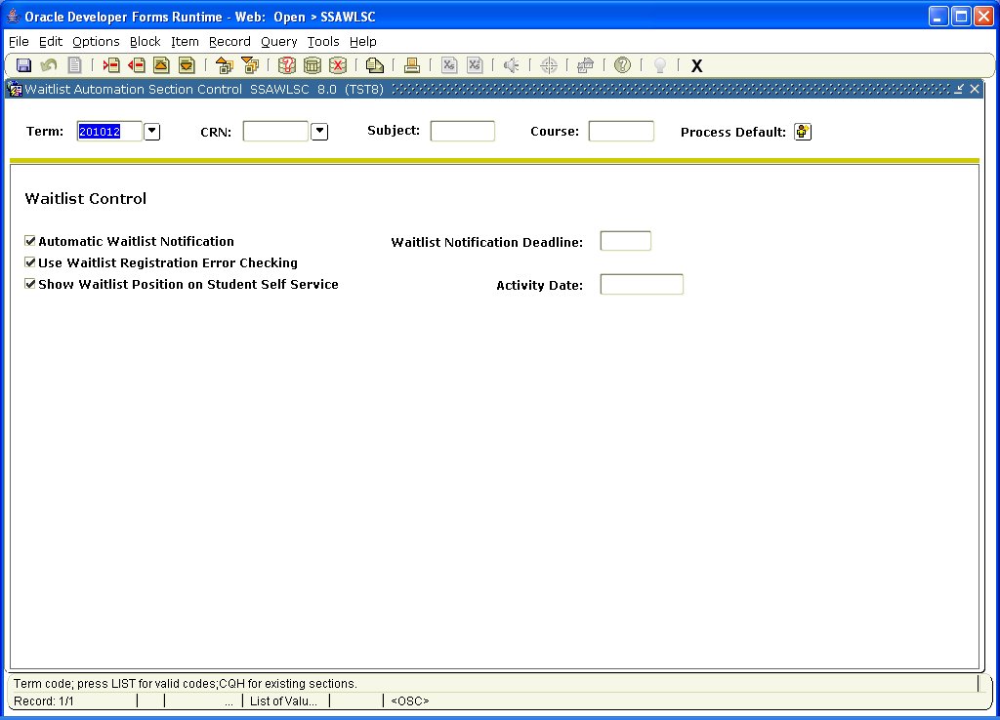 Oracle Developer Forms Runtime - Web: Open > SSAWLSC
File Edit Options Block Item Record Query Tools Help
X
Waitlist Automation Section Control SSAWLSC 8.0 (TST8)
Term: 201012 CRN: Subject: Course: Process Default:
Waitlist Control
Automatic Waitlist Notification Waitlist Notification Deadline:
Use Waitlist Registration Error Checking
Show Waitlist Position on Student Self Service Activity Date:
Term code; press LIST for valid codes;CQH for existing sections.
Record: 1/1 ... List of Valu... <OSC>